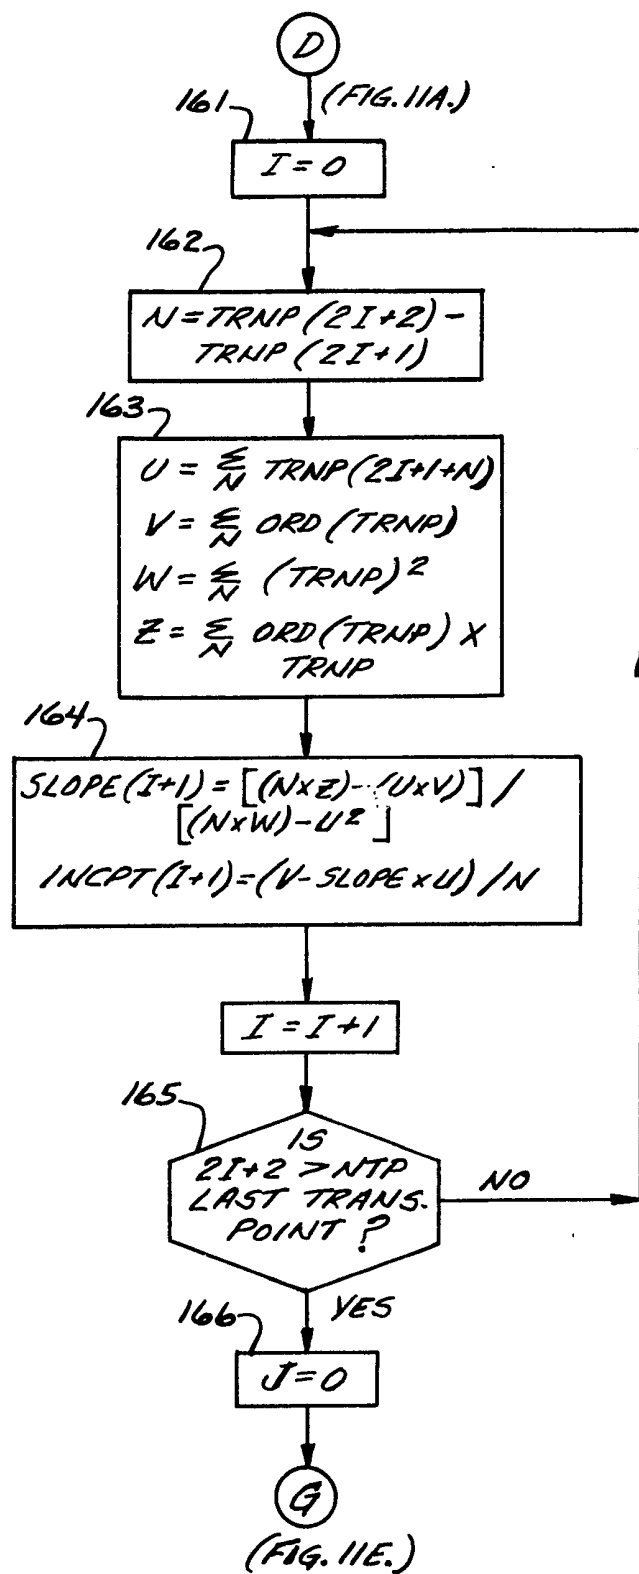 D
(FIG. 11A.)
161
I = 0
162
N = TRNP (2I+2) -
TRNP (2I+1)
163
U = Σ N TRNP (2I+1+N)
V = Σ N ORD (TRNP)
W = Σ N (TRNP)²
Z = Σ N ORD (TRNP) X
TRNP
164
SLOPE (I+1) = [(N×Z) - (U×V)] /
[(N×W) - U²]
INCPT (I+1) = (V - SLOPE × U) / N
I = I+1
165
IS
2I+2 > NTP
LAST TRANS.
POINT ?
NO
YES
166
J = 0
G
(FIG. 11E.)